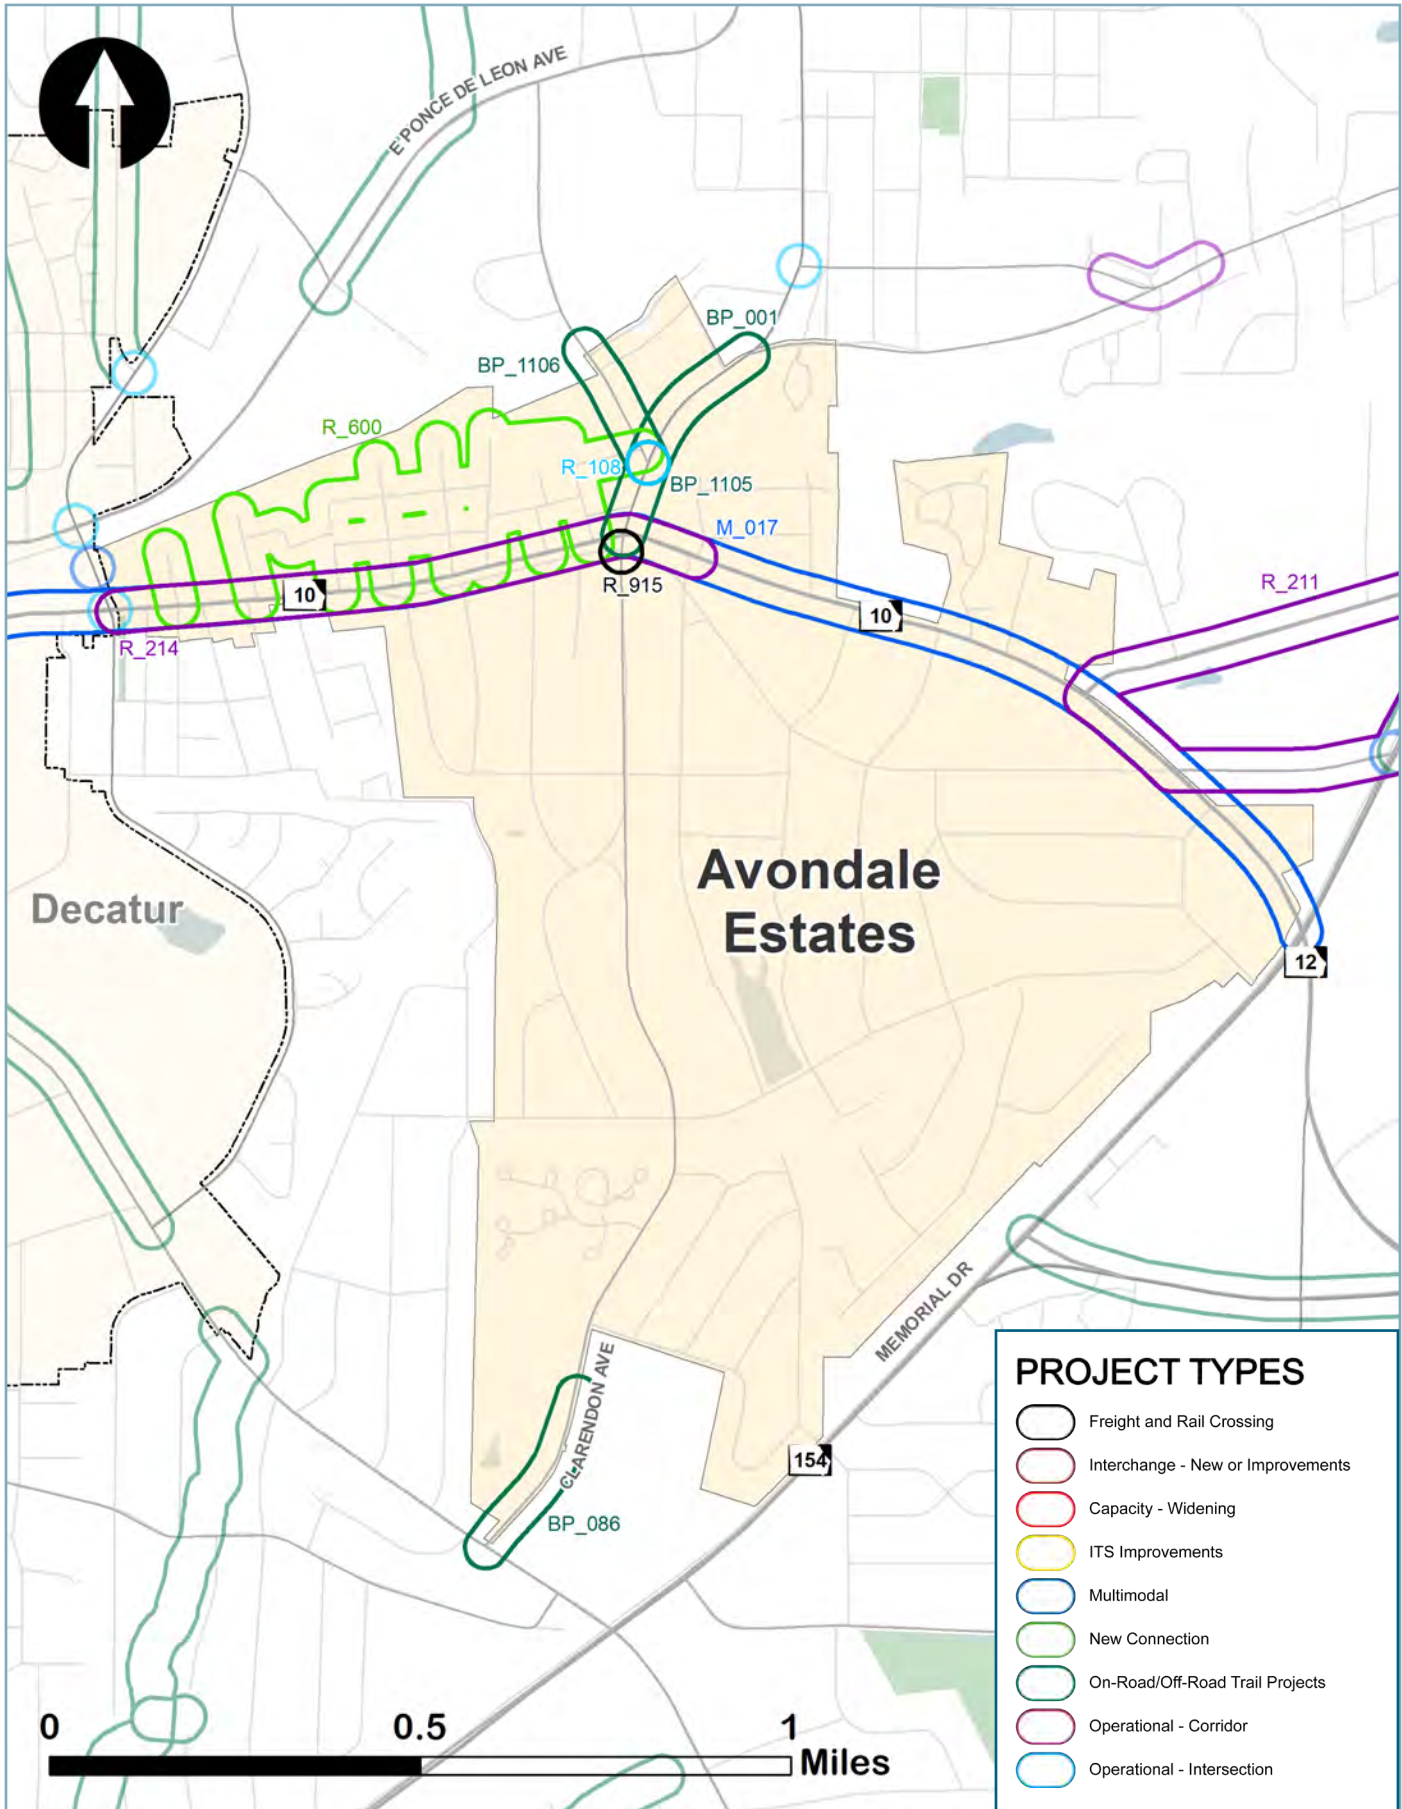 E PONCE DE LEON AVE
BP_001
BP_1106
R_600
R_108
BP_1105
M_017
R_915
10
10
R_211
R_214
Avondale
Estates
Decatur
12
MEMORIAL DR
CLARENDON AVE
154
BP_086
PROJECT TYPES
Freight and Rail Crossing
Interchange - New or Improvements
Capacity - Widening
ITS Improvements
Multimodal
New Connection
On-Road/Off-Road Trail Projects
Operational - Corridor
Operational - Intersection
0 0.5 1
Miles